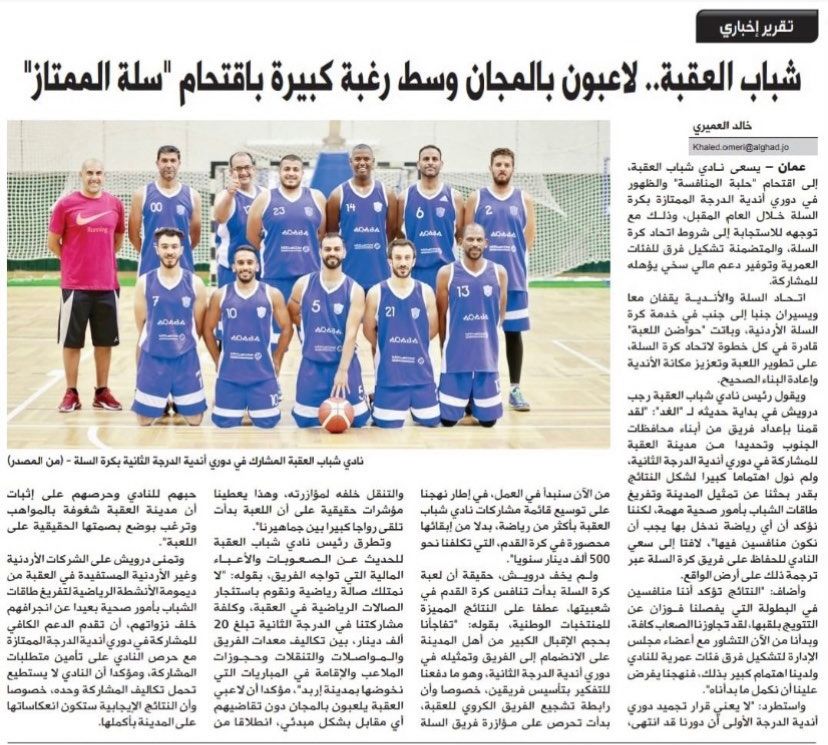 تقرير إخباري
شباب العقبة.. لاعبون بالمجان وسط رغبة كبيرة باقتحام "سلة الممتاز"
خالد العميري
Khaled.omeri@alghad.jo
عمان – يسعى نادي شباب العقبة،
إلى اقتحام "حلبة المنافسة" والظهور
في دوري أندية الدرجة الممتازة بكرة
السلة خلال العام المقبل، وذلك مع
توجهه للاستجابة إلى شروط اتحاد كرة
السلة، والمتضمنة تشكيل فرق للفئات
العمرية وتوفير دعم مالي سخي يؤهله
للمشاركة.
اتحاد السلة والأندية يقفان معا
ويسيران جنبا إلى جنب في خدمة كرة
السلة الأردنية، وباتت "حواضن اللعبة"
قادرة في كل خطوة لاتحاد كرة السلة،
على تطوير اللعبة وتعزيز مكانة الأندية
وإعادة البناء الصحيح.
ويقول رئيس نادي شباب العقبة رجب
درويش في بداية حديثه لـ "الغد": "لقد
قمنا بإعداد فريق من أبناء محافظات
الجنوب وتحديدا من مدينة العقبة
للمشاركة في دوري أندية الدرجة الثانية،
ولم نول اهتماما كبيرا لشكل النتائج
بقدر بحثنا عن تمثيل المدينة وتفريغ
طاقات الشباب بأمور صحية مهمة، لكننا
نؤكد أن أي رياضة ندخل بها يجب أن
نكون منافسين فيها"، لافتا إلى سعي
النادي للحفاظ على فريق كرة السلة عبر
ترجمة ذلك على أرض الواقع.
وأضاف: "النتائج تؤكد أننا منافسين
في البطولة التي يفصلنا فوزان عن
التتويج بلقبها، لقد تجاوزنا الصعاب كافة،
وبدأنا من الآن التشاور مع أعضاء مجلس
الإدارة لتشكيل فرق فئات عمرية للنادي
ولدينا اهتمام كبير بذلك، فنهجنا يفرض
علينا أن نكمل ما بدأناه".
واستطرد: "لا يعني قرار تجميد دوري
أندية الدرجة الأولى أن دورنا قد انتهى،
00
23
14
6
2
AQABA
7
10
5
21
13
Running
نادي شباب العقبة المشارك في دوري أندية الدرجة الثانية بكرة السلة - (من المصدر)
من الآن سنبدأ في العمل، في إطار نهجنا
على توسيع قائمة مشاركات نادي شباب
العقبة بأكثر من رياضة، بدلا من إبقائها
محصورة في كرة القدم، التي تكلفنا نحو
500 ألف دينار سنويا".
ولم يخف درويش، حقيقة أن لعبة
كرة السلة بدأت تنافس كرة القدم في
شعبيتها، عطفا على النتائج المميزة
للمنتخبات الوطنية، بقوله: "تفاجأنا
بحجم الإقبال الكبير من أهل المدينة
على الانضمام إلى الفريق وتمثيله في
دوري أندية الدرجة الثانية، وهو ما دفعنا
للتفكير بتأسيس فريقين، خصوصا وأن
رابطة تشجيع الفريق الكروي للعقبة،
بدأت تحرص على مؤازرة فريق السلة
والتنقل خلفه لمؤازرته، وهذا يعطينا
مؤشرات حقيقية على أن اللعبة بدأت
تلقى رواجا كبيرا بين جماهيرنا".
وتطرق رئيس نادي شباب العقبة
للحديث عن الصعوبات والأعباء
المالية التي تواجه الفريق، بقوله: "لا
نمتلك صالة رياضية ونقوم باستئجار
الصالات الرياضية في العقبة، وكلفة
مشاركتنا في الدرجة الثانية تبلغ 20
ألف دينار، بين تكاليف معدات الفريق
والمواصلات والتنقلات وحجوزات
الملاعب والإقامة في المباريات التي
نخوضها بمدينة إربد"، مؤكدا أن لاعبي
العقبة يلعبون بالمجان دون تقاضيهم
أي مقابل بشكل مبدئي، انطلاقا من
حبهم للنادي وحرصهم على إثبات
أن مدينة العقبة شغوفة بالمواهب
وترغب بوضع بصمتها الحقيقية على
اللعبة".
وتمنى درويش على الشركات الأردنية
وغير الأردنية المستفيدة في العقبة من
ديمومة الأنشطة الرياضية لتفريغ طاقات
الشباب بأمور صحية بعيدا عن انجرافهم
خلف نزواتهم، أن تقدم الدعم الكافي
للمشاركة في دوري أندية الدرجة الممتازة
مع حرص النادي على تأمين متطلبات
المشاركة، ومؤكدا أن النادي لا يستطيع
تحمل تكاليف المشاركة وحده، خصوصا
وأن النتائج الإيجابية ستكون انعكاساتها
على المدينة بأكملها.